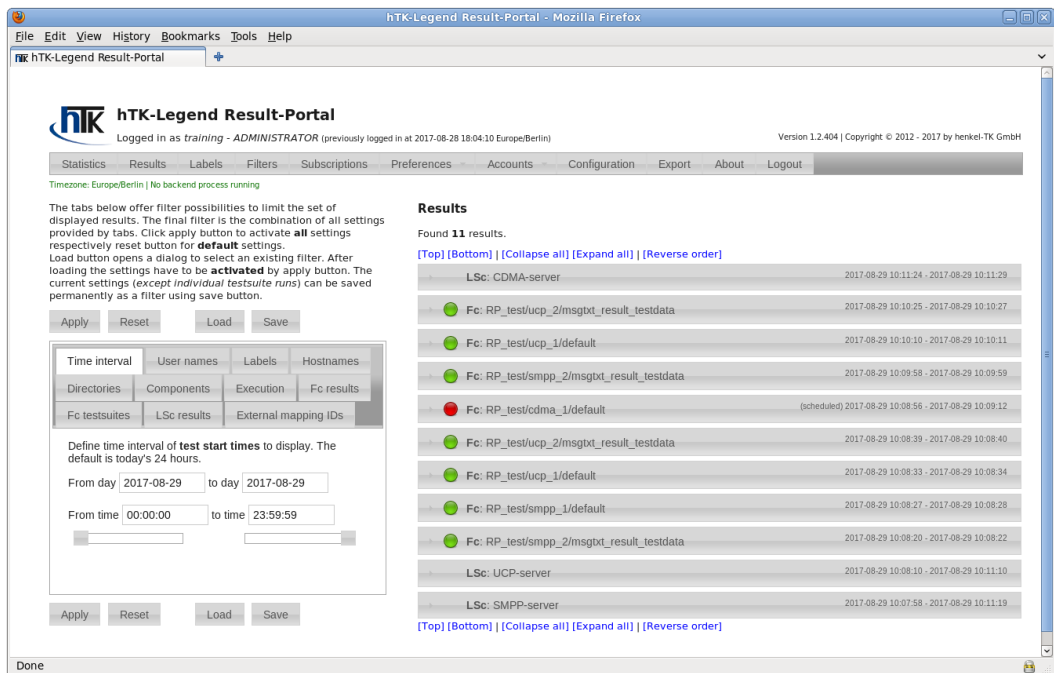 hTK-Legend Result-Portal - Mozilla Firefox
File Edit View History Bookmarks Tools Help
hTK hTK-Legend Result-Portal
hTK hTK-Legend Result-Portal
Logged in as training - ADMINISTRATOR (previously logged in at 2017-08-28 18:04:10 Europe/Berlin) Version 1.2.404 | Copyright © 2012 - 2017 by henkel-TK GmbH
Statistics Results Labels Filters Subscriptions Preferences Accounts Configuration Export About Logout
Timezone: Europe/Berlin | No backend process running
The tabs below offer filter possibilities to limit the set of
displayed results. The final filter is the combination of all settings
provided by tabs. Click apply button to activate all settings
respectively reset button for default settings.
Load button opens a dialog to select an existing filter. After
loading the settings have to be activated by apply button. The
current settings (except individual testsuite runs) can be saved
permanently as a filter using save button.
Apply Reset Load Save
Time interval User names Labels Hostnames
Directories Components Execution Fc results
Fc testsuites LSc results External mapping IDs
Define time interval of test start times to display. The
default is today's 24 hours.
From day 2017-08-29 to day 2017-08-29
From time 00:00:00 to time 23:59:59
Apply Reset Load Save
Results
Found 11 results.
[Top] [Bottom] | [Collapse all] [Expand all] | [Reverse order]
LSc: CDMA-server 2017-08-29 10:11:24 - 2017-08-29 10:11:29
Fc: RP_test/ucp_2/msgtxt_result_testdata 2017-08-29 10:10:25 - 2017-08-29 10:10:27
Fc: RP_test/ucp_1/default 2017-08-29 10:10:10 - 2017-08-29 10:10:11
Fc: RP_test/smpp_2/msgtxt_result_testdata 2017-08-29 10:09:58 - 2017-08-29 10:09:59
Fc: RP_test/cdma_1/default (scheduled) 2017-08-29 10:08:56 - 2017-08-29 10:09:12
Fc: RP_test/ucp_2/msgtxt_result_testdata 2017-08-29 10:08:39 - 2017-08-29 10:08:40
Fc: RP_test/ucp_1/default 2017-08-29 10:08:33 - 2017-08-29 10:08:34
Fc: RP_test/smpp_1/default 2017-08-29 10:08:27 - 2017-08-29 10:08:28
Fc: RP_test/smpp_2/msgtxt_result_testdata 2017-08-29 10:08:20 - 2017-08-29 10:08:22
LSc: UCP-server 2017-08-29 10:08:10 - 2017-08-29 10:11:10
LSc: SMPP-server 2017-08-29 10:07:58 - 2017-08-29 10:11:19
[Top] [Bottom] | [Collapse all] [Expand all] | [Reverse order]
Done